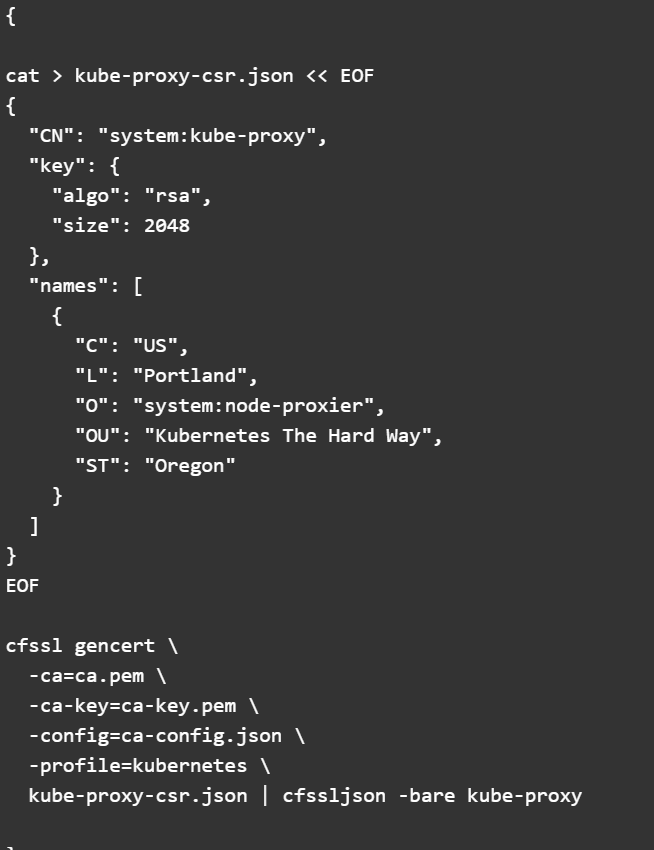 {
cat > kube-proxy-csr.json << EOF
{
  "CN": "system:kube-proxy",
  "key": {
    "algo": "rsa",
    "size": 2048
  },
  "names": [
    {
      "C": "US",
      "L": "Portland",
      "O": "system:node-proxier",
      "OU": "Kubernetes The Hard Way",
      "ST": "Oregon"
    }
  ]
}
EOF
cfssl gencert \
  -ca=ca.pem \
  -ca-key=ca-key.pem \
  -config=ca-config.json \
  -profile=kubernetes \
  kube-proxy-csr.json | cfssljson -bare kube-proxy